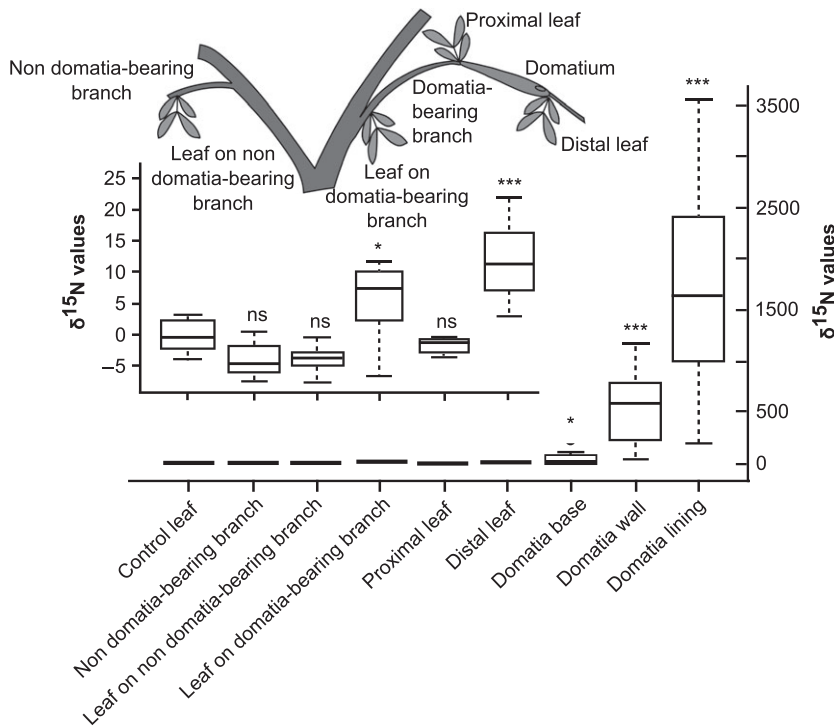 Proximal leaf
Non domatia-bearing
branch
Domatium
Domatia-
bearing
branch
Distal leaf
Leaf on non
domatia-bearing
branch
Leaf on
domatia-bearing
branch
δ15N values
25
20
15
10
5
0
–5
ns
ns
*
ns
***
*
***
***
3500
2500
1500
500
0
δ15N values
Control leaf
Non domatia-bearing branch
Leaf on non domatia-bearing branch
Leaf on domatia-bearing branch
Proximal leaf
Distal leaf
Domatia base
Domatia wall
Domatia lining